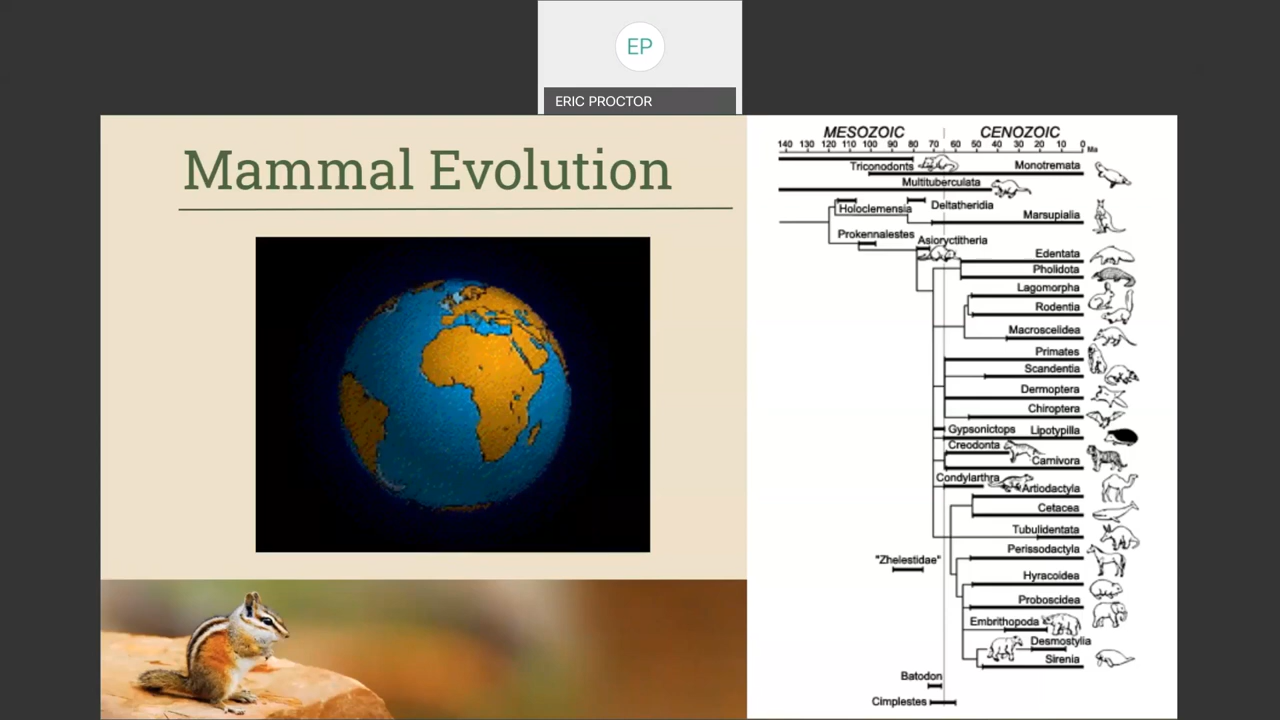 EP
ERIC PROCTOR
Mammal Evolution
MESOZOIC CENOZOIC
140 130 120 110 100 90 80 70 60 50 40 30 20 10 0 Ma
Triconodonts Monotremata
Multituberculata
Holoclemensia Deltatheridia
Marsupialia
Prokennalestes Asioryctitheria
Edentata
Pholidota
Lagomorpha
Rodentia
Macroscelidea
Primates
Scandentia
Dermoptera
Chiroptera
Gypsonictops Lipotypilla
Creodonta
Carnivora
Condylarthra
Artiodactyla
Cetacea
Tubulidentata
Perissodactyla
"Zhelestidae"
Hyracoidea
Proboscidea
Embrithopoda
Desmostylia
Sirenia
Batodon
Cimplestes